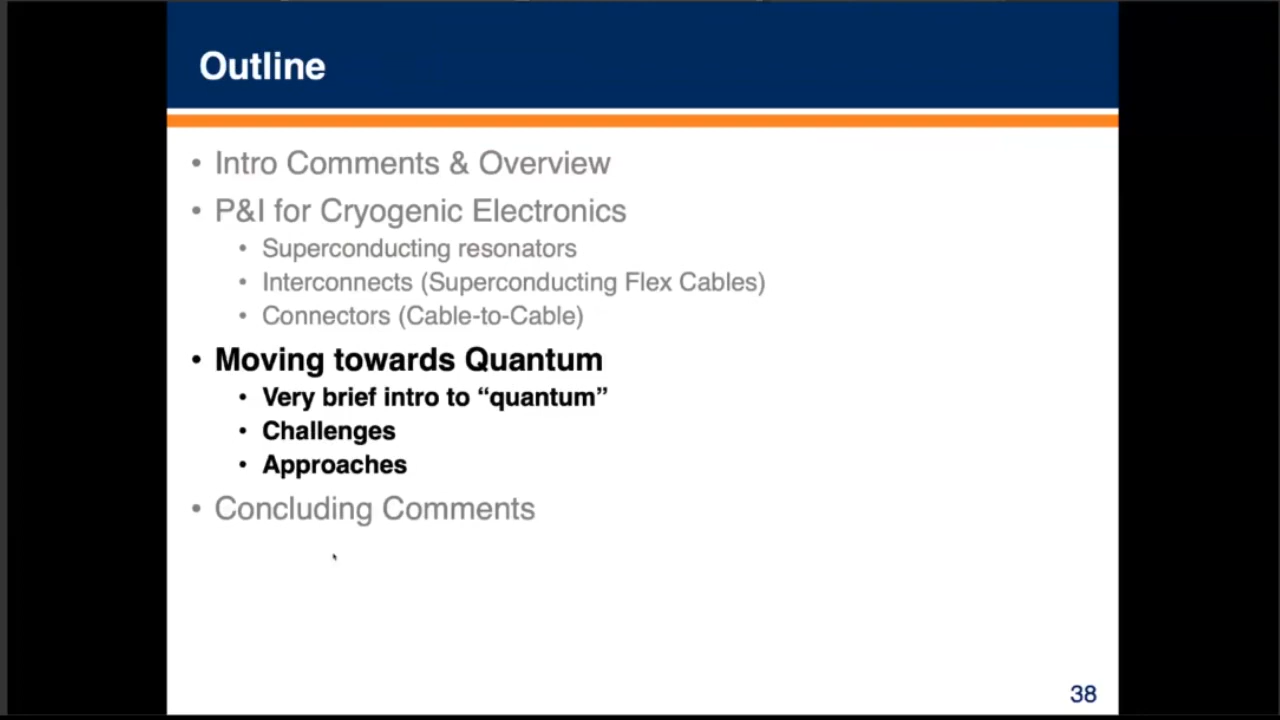 Outline
• Intro Comments & Overview
• P&I for Cryogenic Electronics
• Superconducting resonators
• Interconnects (Superconducting Flex Cables)
• Connectors (Cable-to-Cable)
• Moving towards Quantum
• Very brief intro to “quantum”
• Challenges
• Approaches
• Concluding Comments
38